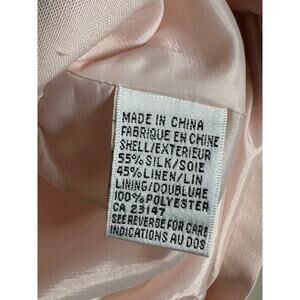 MADE IN CHINA
FABRIQUE EN CHINE
SHELL/EXTERIEUR
55% SILK/SOIE
45% LINEN/LIN
LINING/DOUBLURE
100% POLYESTER
CA 23147
SEE REVERSE FOR CARE
INDICATIONS AU DOS